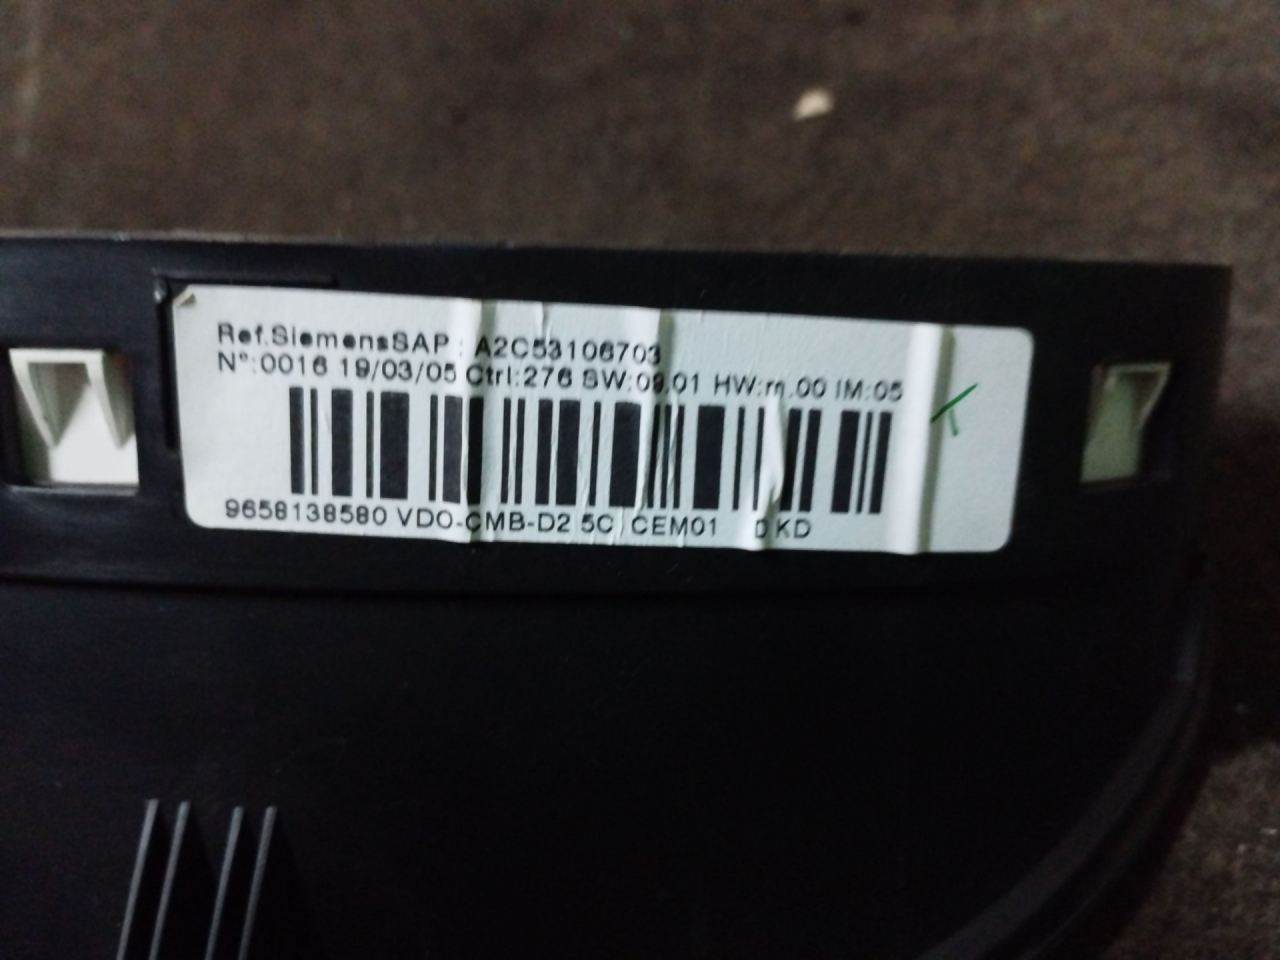 Ref.SiemensSAP : A2C53106703
N°:0016 19/03/05 Ctrl:276 SW:09.01 HW:m.00 IM:05
9658138580 VDO-CMB-D2 5C CEM01 D KD